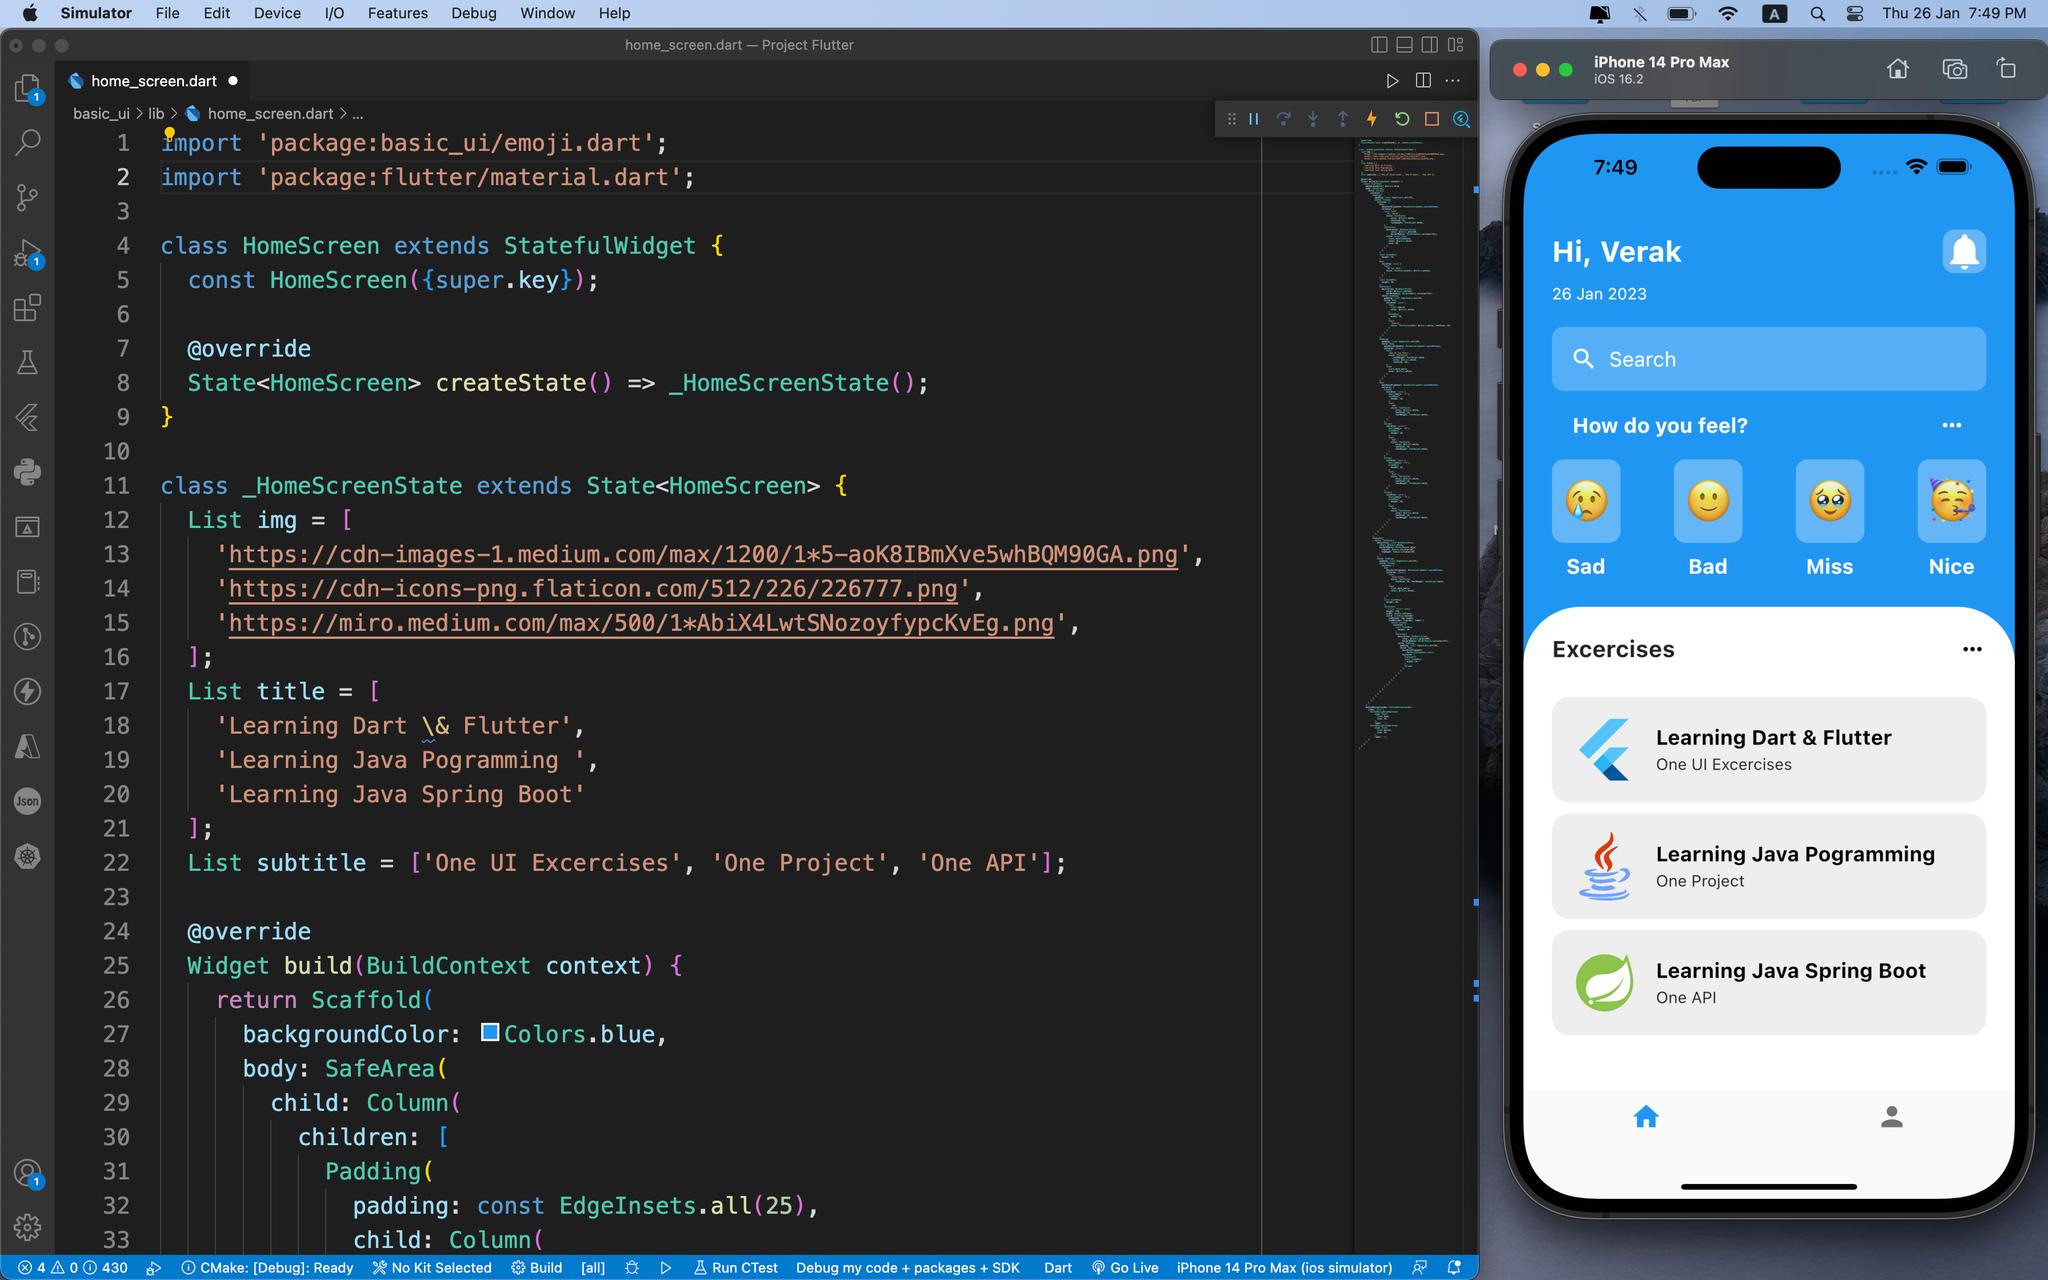 Simulator File Edit Device I/O Features Debug Window Help
A Thu 26 Jan 7:49 PM
home_screen.dart — Project Flutter
home_screen.dart
basic_ui > lib > home_screen.dart > ...
1 import 'package:basic_ui/emoji.dart';
2 import 'package:flutter/material.dart';
3
4 class HomeScreen extends StatefulWidget {
5 const HomeScreen({super.key});
6
7 @override
8 State<HomeScreen> createState() => _HomeScreenState();
9 }
10
11 class _HomeScreenState extends State<HomeScreen> {
12 List img = [
13 'https://cdn-images-1.medium.com/max/1200/1*5-aoK8IBmXve5whBQM90GA.png',
14 'https://cdn-icons-png.flaticon.com/512/226/226777.png',
15 'https://miro.medium.com/max/500/1*AbiX4LwtSNozoyfypcKvEg.png',
16 ];
17 List title = [
18 'Learning Dart \& Flutter',
19 'Learning Java Pogramming ',
20 'Learning Java Spring Boot'
21 ];
22 List subtitle = ['One UI Excercises', 'One Project', 'One API'];
23
24 @override
25 Widget build(BuildContext context) {
26 return Scaffold(
27 backgroundColor: Colors.blue,
28 body: SafeArea(
29 child: Column(
30 children: [
31 Padding(
32 padding: const EdgeInsets.all(25),
33 child: Column(
1
1
Json
1
4 0 430 CMake: [Debug]: Ready No Kit Selected Build [all] Run CTest Debug my code + packages + SDK Dart Go Live iPhone 14 Pro Max (ios simulator)
iPhone 14 Pro Max
iOS 16.2
7:49
Hi, Verak
26 Jan 2023
Search
How do you feel?
Sad Bad Miss Nice
Excercises
Learning Dart & Flutter
One UI Excercises
Learning Java Pogramming
One Project
Learning Java Spring Boot
One API